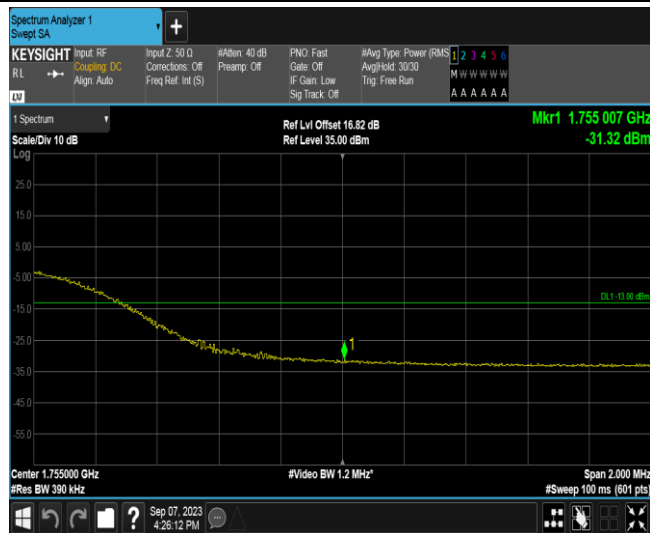 Spectrum Analyzer 1
Swept SA
KEYSIGHT
RL
LXI
Input: RF
Coupling: DC
Align: Auto
Input Z: 50 Ω
Corrections: Off
Freq Ref: Int (S)
#Atten: 40 dB
Preamp: Off
PNO: Fast
Gate: Off
IF Gain: Low
Sig Track: Off
#Avg Type: Power (RMS
Avg|Hold: 30/30
Trig: Free Run
1 2 3 4 5 6
M W W W W W
A A A A A A
1 Spectrum
Scale/Div 10 dB
Log
Ref Lvl Offset 16.82 dB
Ref Level 35.00 dBm
Mkr1 1.755 007 GHz
-31.32 dBm
25.0
15.0
5.00
-5.00
DL1 -13.00 dBm
-15.0
-25.0
1
-35.0
-45.0
-55.0
Center 1.755000 GHz
#Res BW 390 kHz
#Video BW 1.2 MHz*
Span 2.000 MHz
#Sweep 100 ms (601 pts)
?
Sep 07, 2023
4:26:12 PM